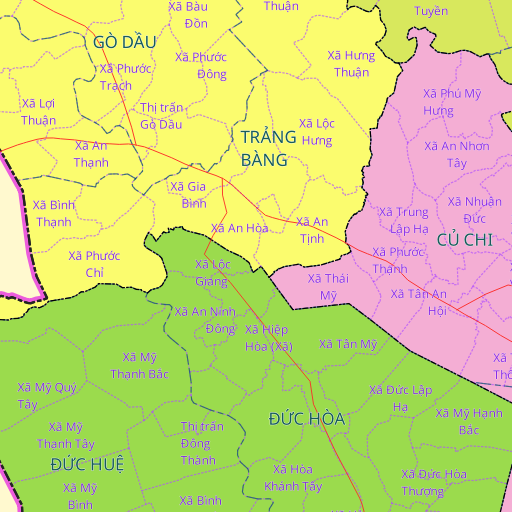 Xã Bàu
Đồn
Thuận
Tuyền
GÒ DẦU
Xã Phước
Đông
Xã Hưng
Thuận
Xã Phước
Trạch
Xã Lợi
Thuận
Thị trấn
Gò Dầu
Xã Phú Mỹ
Hưng
TRẢNG
BÀNG
Xã Lộc
Hưng
Xã An
Thạnh
Xã An Nhơn
Tây
Xã Gia
Bình
Xã Bình
Thạnh
Xã Nhuận
Đức
Xã Trung
Lập Hạ
Xã An Hòa
Xã An
Tịnh
CỦ CHI
Xã Phước
Chỉ
Xã Phước
Thạnh
Xã Lộc
Giang
Xã Thái
Mỹ
Xã Tân An
Hội
Xã An Ninh
Đông
Xã Hiệp
Hòa (Xã)
Xã Tân Mỹ
Xã Mỹ
Thạnh Bắc
Xã Mỹ Quý
Tây
Xã Đức Lập
Hạ
Xã Mỹ Hạnh
Bắc
ĐỨC HÒA
Xã Mỹ
Thạnh Tây
Thị trấn
Đông
Thành
ĐỨC HUỆ
Xã Hòa
Khánh Tây
Xã Đức Hòa
Thượng
Xã Mỹ
Bình
Xã Bình